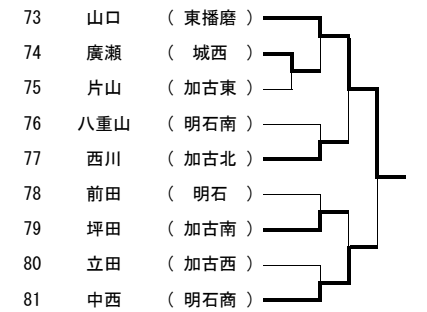 73 山口 ( 東播磨 )
74 廣瀬 ( 城西 )
75 片山 ( 加古東 )
76 八重山 ( 明石南 )
77 西川 ( 加古北 )
78 前田 ( 明石 )
79 坪田 ( 加古南 )
80 立田 ( 加古西 )
81 中西 ( 明石商 )